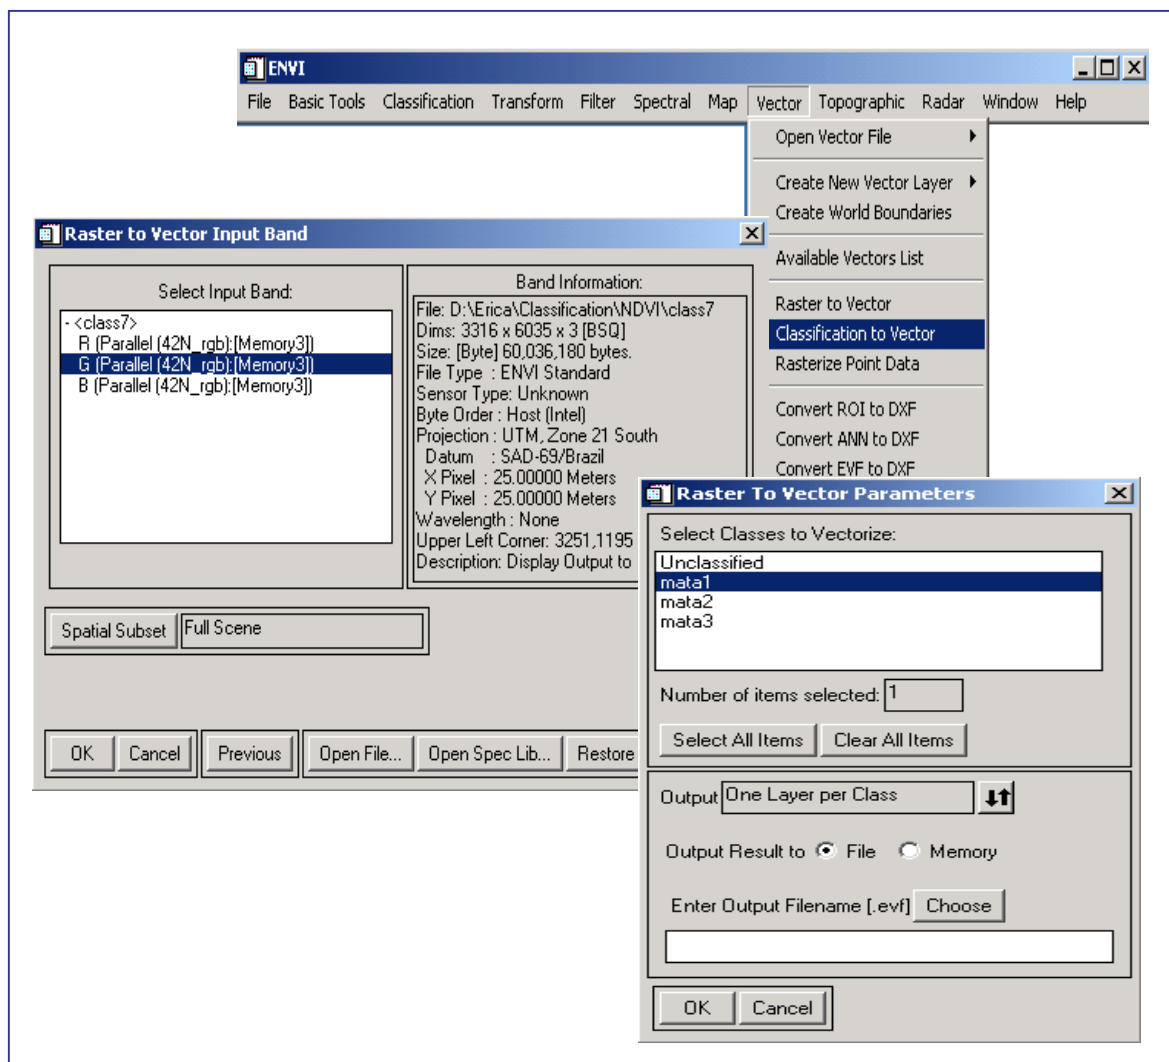 ENVI
File Basic Tools Classification Transform Filter Spectral Map Vector Topographic Radar Window Help
Open Vector File
Create New Vector Layer
Create World Boundaries
Available Vectors List
Raster to Vector
Classification to Vector
Rasterize Point Data
Convert ROI to DXF
Convert ANN to DXF
Convert EVF to DXF
Raster to Vector Input Band
Select Input Band:
- <class7>
R (Parallel (42N_rgb):[Memory3])
G (Parallel (42N_rgb):[Memory3])
B (Parallel (42N_rgb):[Memory3])
Band Information:
File: D:\Erica\Classification\NDVI\class7
Dims: 3316 x 6035 x 3 [BSQ]
Size: [Byte] 60,036,180 bytes.
File Type : ENVI Standard
Sensor Type: Unknown
Byte Order : Host (Intel)
Projection : UTM, Zone 21 South
Datum : SAD-69/Brazil
X Pixel : 25.00000 Meters
Y Pixel : 25.00000 Meters
Wavelength : None
Upper Left Corner: 3251,1195
Description: Display Output to
Spatial Subset Full Scene
OK Cancel Previous Open File... Open Spec Lib... Restore
Raster To Vector Parameters
Select Classes to Vectorize:
Unclassified
mata1
mata2
mata3
Number of items selected: 1
Select All Items Clear All Items
Output One Layer per Class
Output Result to File Memory
Enter Output Filename [.evf] Choose
OK Cancel